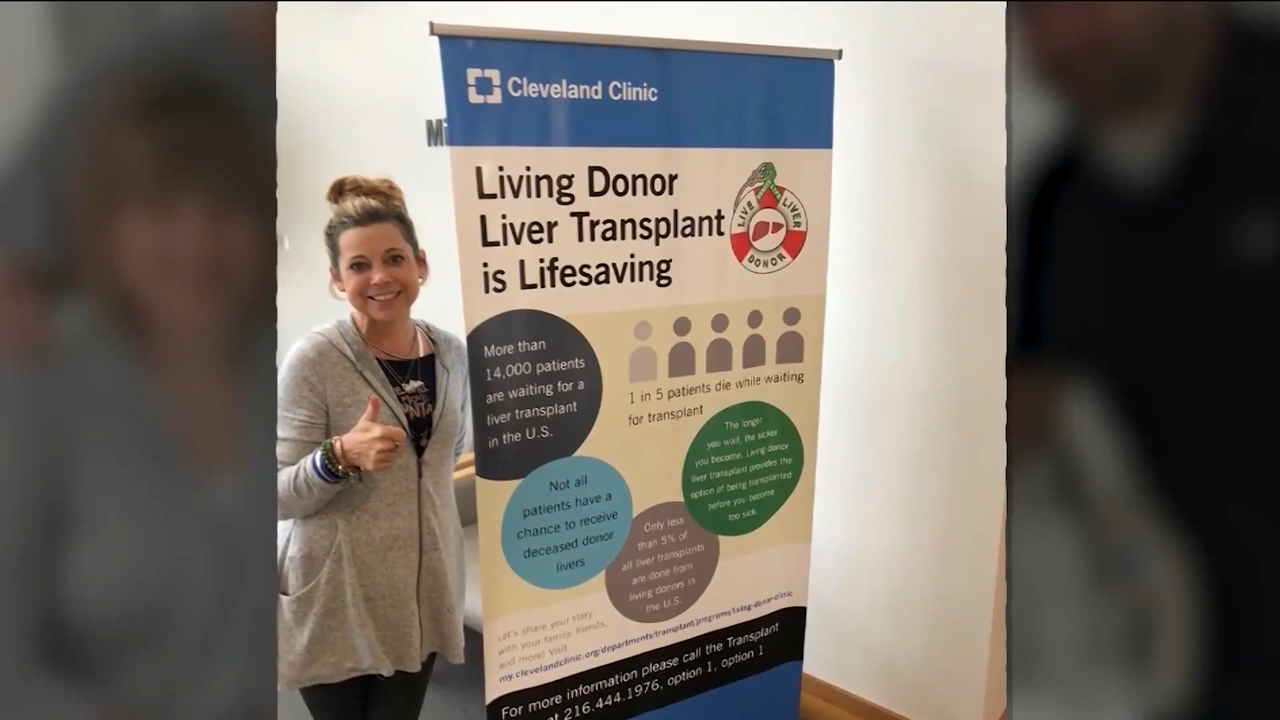 Cleveland Clinic
Mi
Living Donor
Liver Transplant
is Lifesaving
LIVE LIVER
DONOR
More than
14,000 patients
are waiting for a
liver transplant
in the U.S.
1 in 5 patients die while waiting
for transplant
The longer
you wait, the sicker
you become. Living donor
liver transplant provides the
option of being transplanted
before you become
too sick.
Not all
patients have a
chance to receive
deceased donor
livers
Only less
than 5% of
all liver transplants
are done from
living donors in
the U.S.
Let's share your story
with your family, friends,
and more! Visit
my.clevelandclinic.org/departments/transplant/programs/living-donor-clinic
For more information please call the Transplant
at 216.444.1976, option 1, option 1